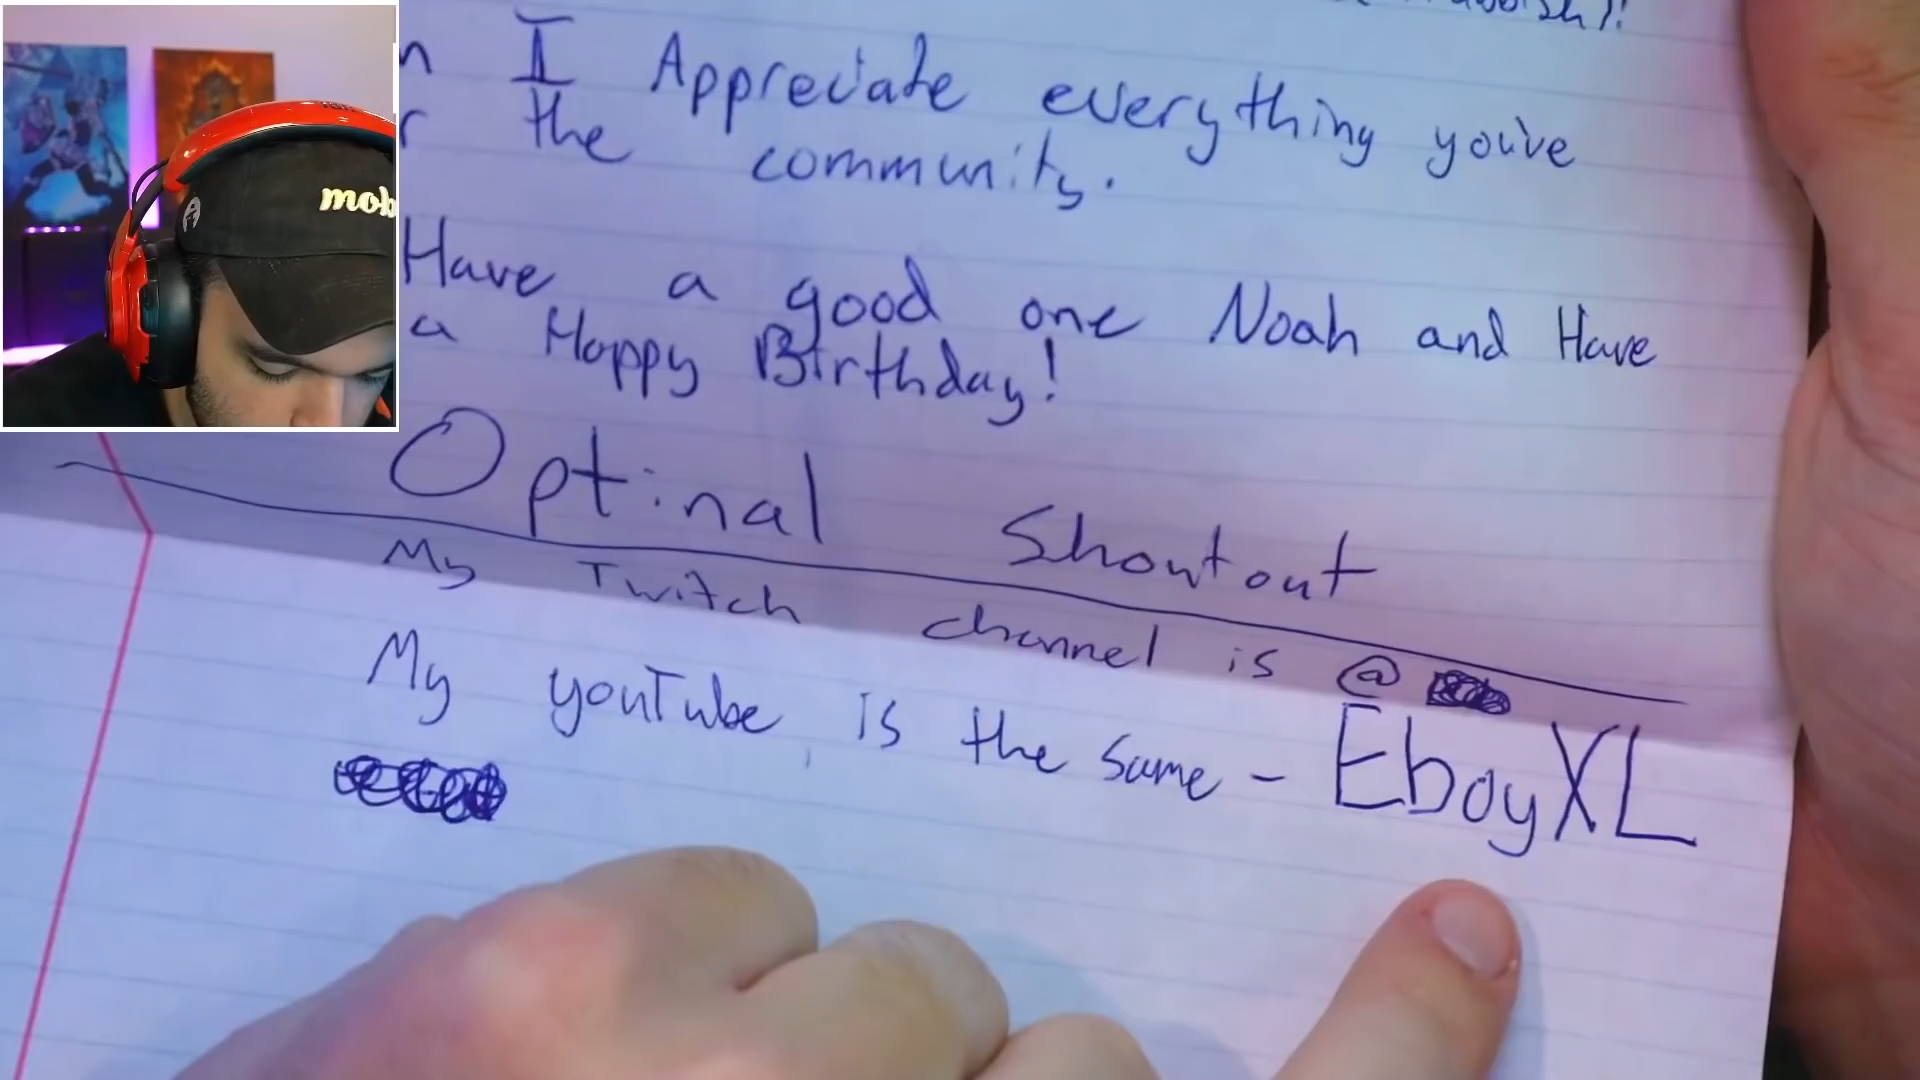 I Appreciate everything you've
the community.
Have a good one Noah and Have
a Happy Birthday!
Optinal Shoutout
My Twitch channel is @
My youTube is the same - EboyXL